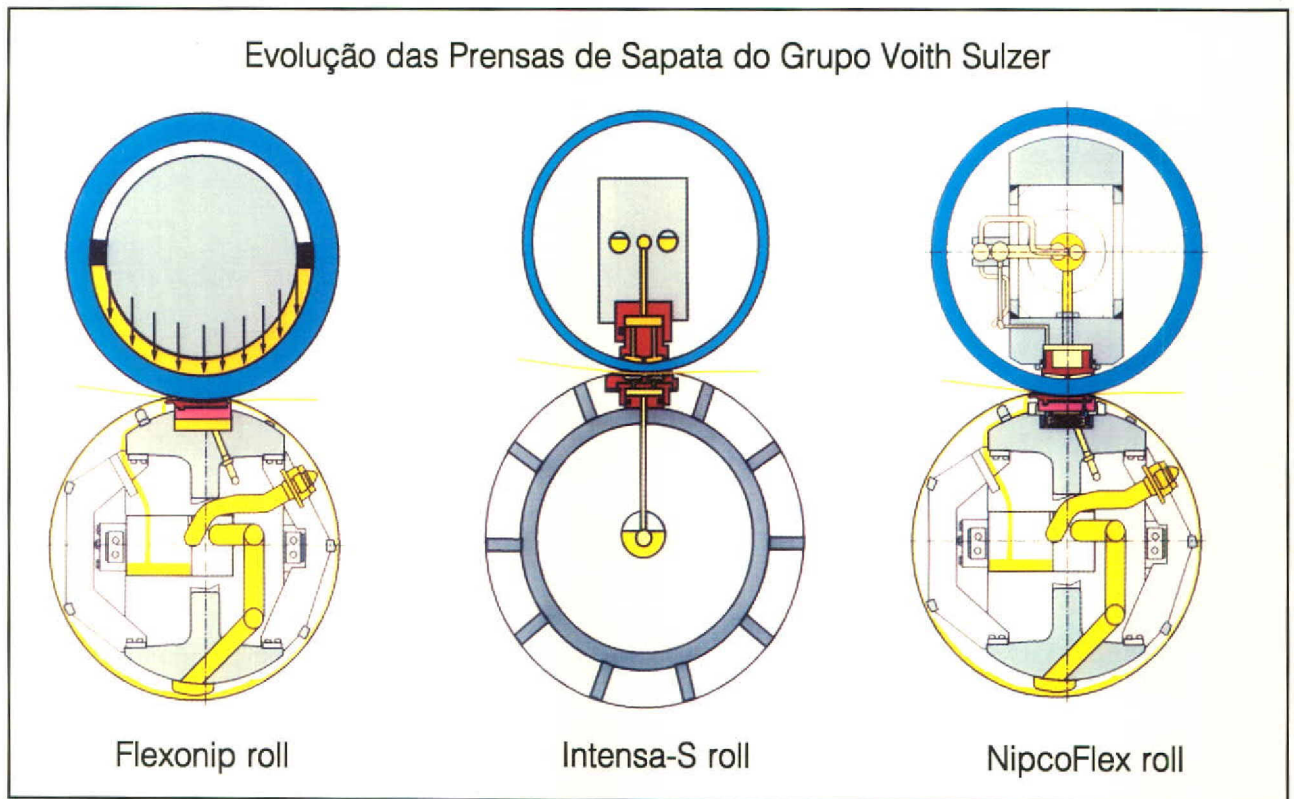 Evolução das Prensas de Sapata do Grupo Voith Sulzer
Flexonip roll
Intensa-S roll
NipcoFlex roll